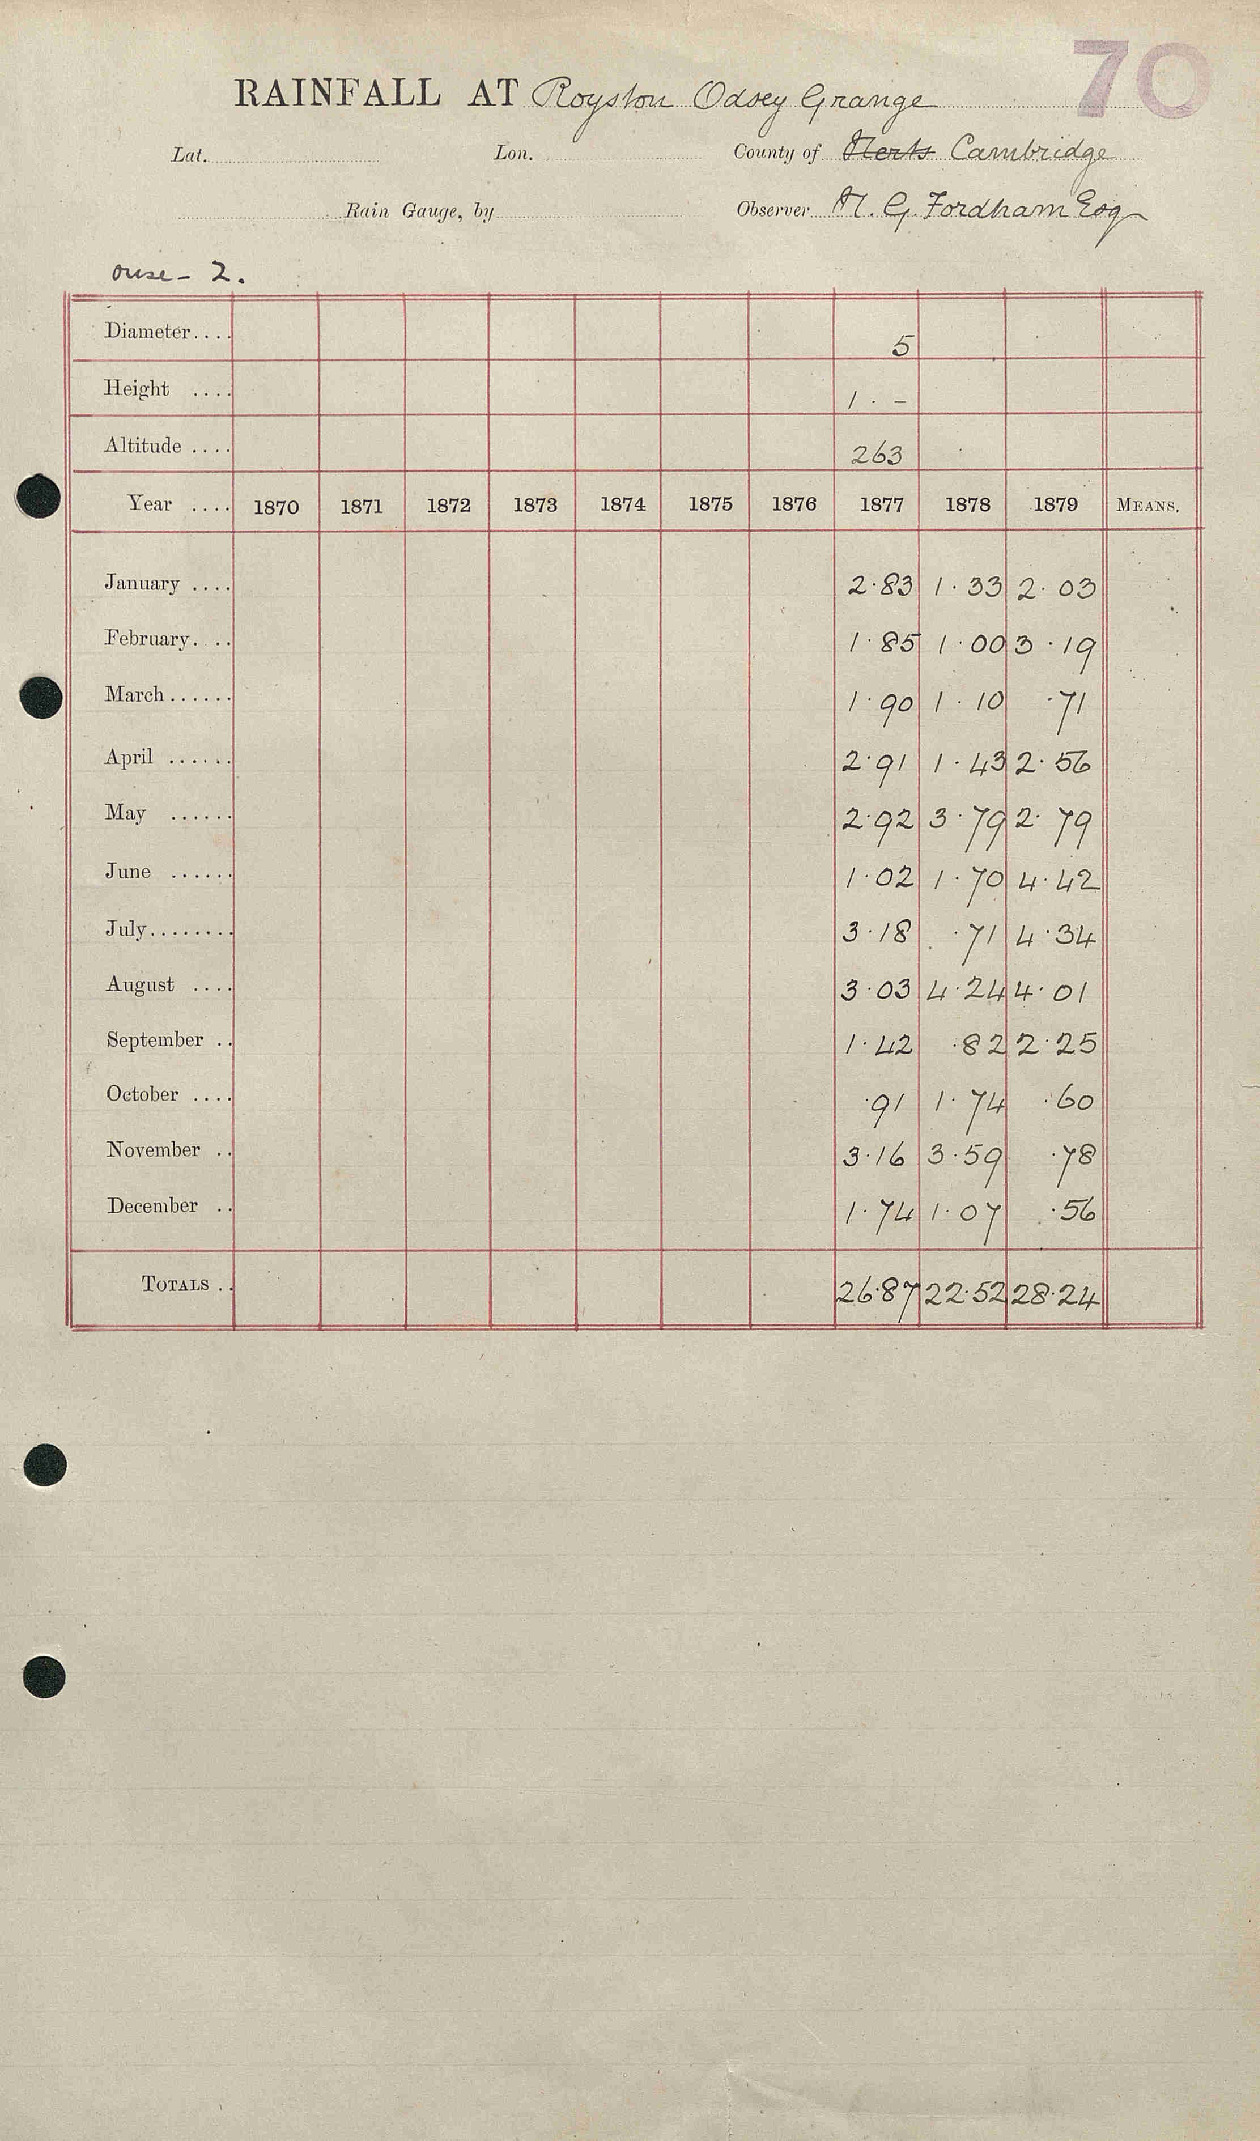 70
RAINFALL AT Royston Odsey Grange
Lat. Lon. County of Herts Cambridge
Rain Gauge, by Observer H. G. Fordham Esq
ouse - 2.
Diameter.... 5
Height .... 1 · -
Altitude .... 263
Year .... 1870 1871 1872 1873 1874 1875 1876 1877 1878 1879 MEANS.
January .... 2·83 1·33 2·03
February.... 1·85 1·00 3·19
March...... 1·90 1·10 ·71
April ...... 2·91 1·43 2·56
May ...... 2·92 3·79 2·79
June ...... 1·02 1·70 4·42
July........ 3·18 ·71 4·34
August .... 3·03 4·24 4·01
September .. 1·42 ·82 2·25
October .... ·91 1·74 ·60
November .. 3·16 3·59 ·78
December .. 1·74 1·07 ·56
TOTALS .. 26·87 22·52 28·24